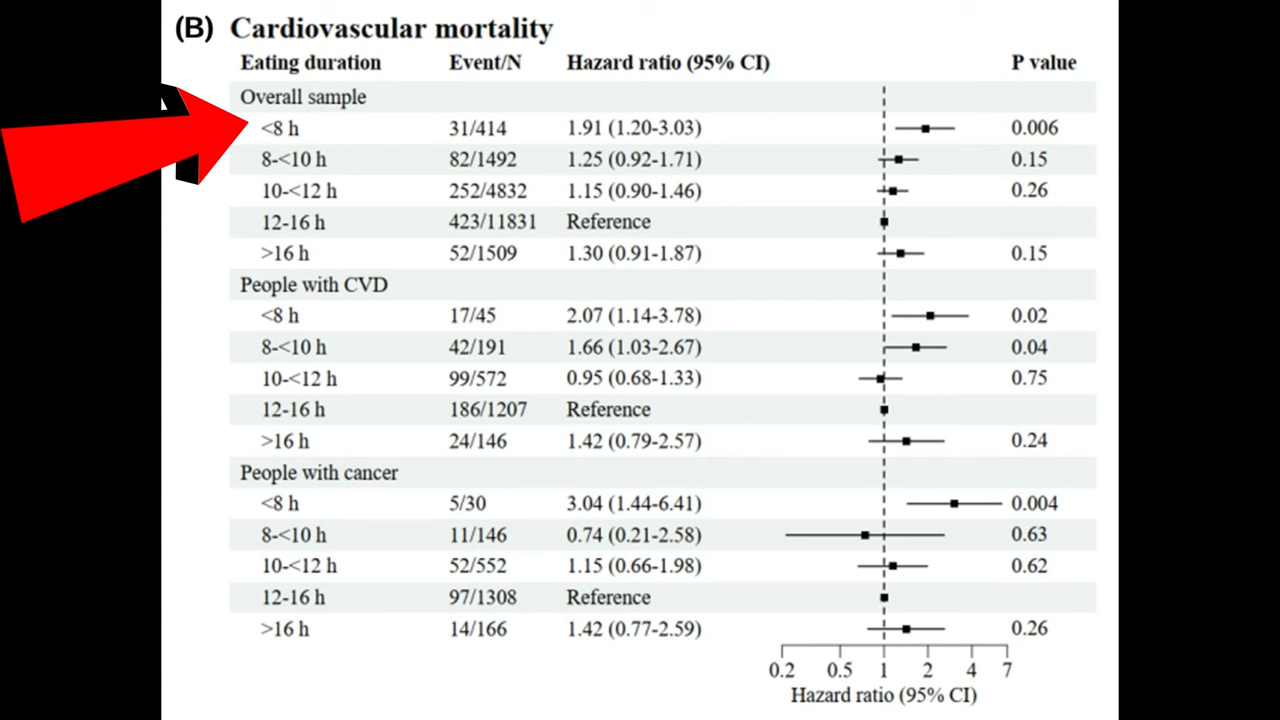 (B) Cardiovascular mortality
Eating duration Event/N Hazard ratio (95% CI) P value
Overall sample
<8 h 31/414 1.91 (1.20-3.03) 0.006
8-<10 h 82/1492 1.25 (0.92-1.71) 0.15
10-<12 h 252/4832 1.15 (0.90-1.46) 0.26
12-16 h 423/11831 Reference
>16 h 52/1509 1.30 (0.91-1.87) 0.15
People with CVD
<8 h 17/45 2.07 (1.14-3.78) 0.02
8-<10 h 42/191 1.66 (1.03-2.67) 0.04
10-<12 h 99/572 0.95 (0.68-1.33) 0.75
12-16 h 186/1207 Reference
>16 h 24/146 1.42 (0.79-2.57) 0.24
People with cancer
<8 h 5/30 3.04 (1.44-6.41) 0.004
8-<10 h 11/146 0.74 (0.21-2.58) 0.63
10-<12 h 52/552 1.15 (0.66-1.98) 0.62
12-16 h 97/1308 Reference
>16 h 14/166 1.42 (0.77-2.59) 0.26
0.2 0.5 1 2 4 7
Hazard ratio (95% CI)